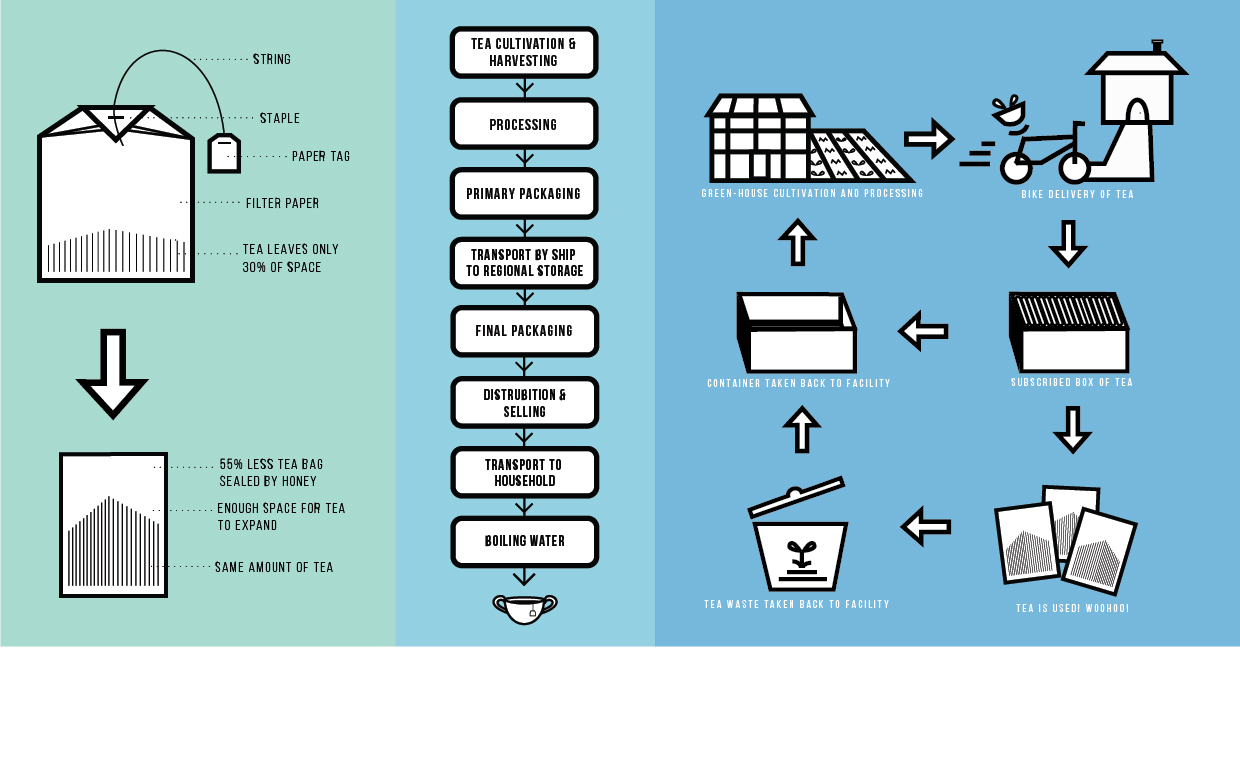 STRING
STAPLE
PAPER TAG
FILTER PAPER
TEA LEAVES ONLY
30% OF SPACE
55% LESS TEA BAG
SEALED BY HONEY
ENOUGH SPACE FOR TEA
TO EXPAND
SAME AMOUNT OF TEA
TEA CULTIVATION &
HARVESTING
PROCESSING
PRIMARY PACKAGING
TRANSPORT BY SHIP
TO REGIONAL STORAGE
FINAL PACKAGING
DISTRUBITION &
SELLING
TRANSPORT TO
HOUSEHOLD
BOILING WATER
GREEN-HOUSE CULTIVATION AND PROCESSING
BIKE DELIVERY OF TEA
CONTAINER TAKEN BACK TO FACILITY
SUBSCRIBED BOX OF TEA
TEA WASTE TAKEN BACK TO FACILITY
TEA IS USED! WOOHOO!